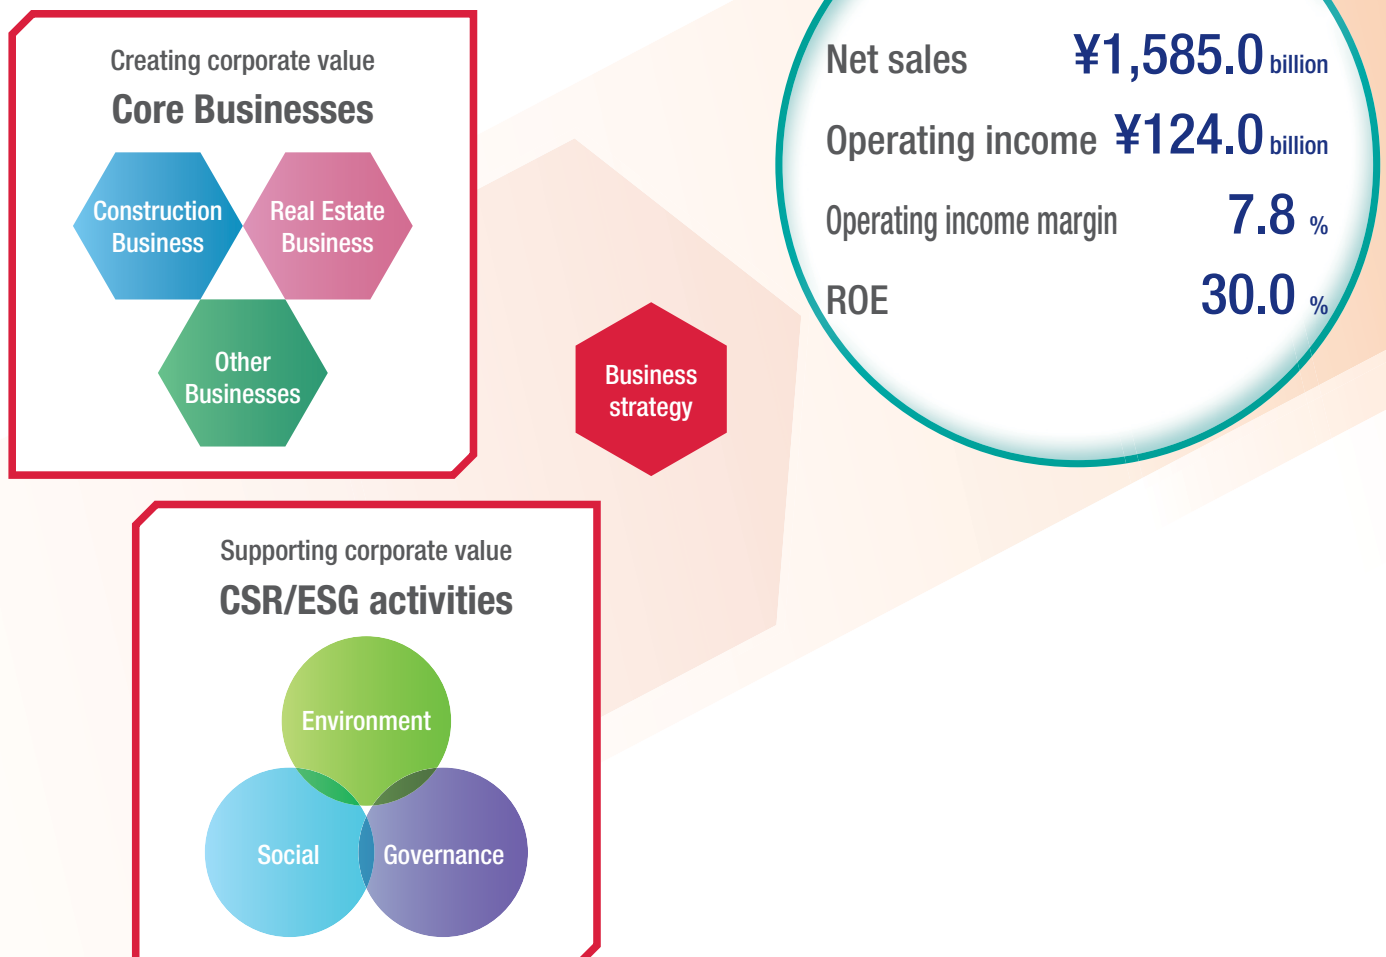 Creating corporate value
Core Businesses
Construction
Business
Real Estate
Business
Other
Businesses
Net sales ¥1,585.0 billion
Operating income ¥124.0 billion
Operating income margin 7.8 %
ROE 30.0 %
Business
strategy
Supporting corporate value
CSR/ESG activities
Environment
Social
Governance